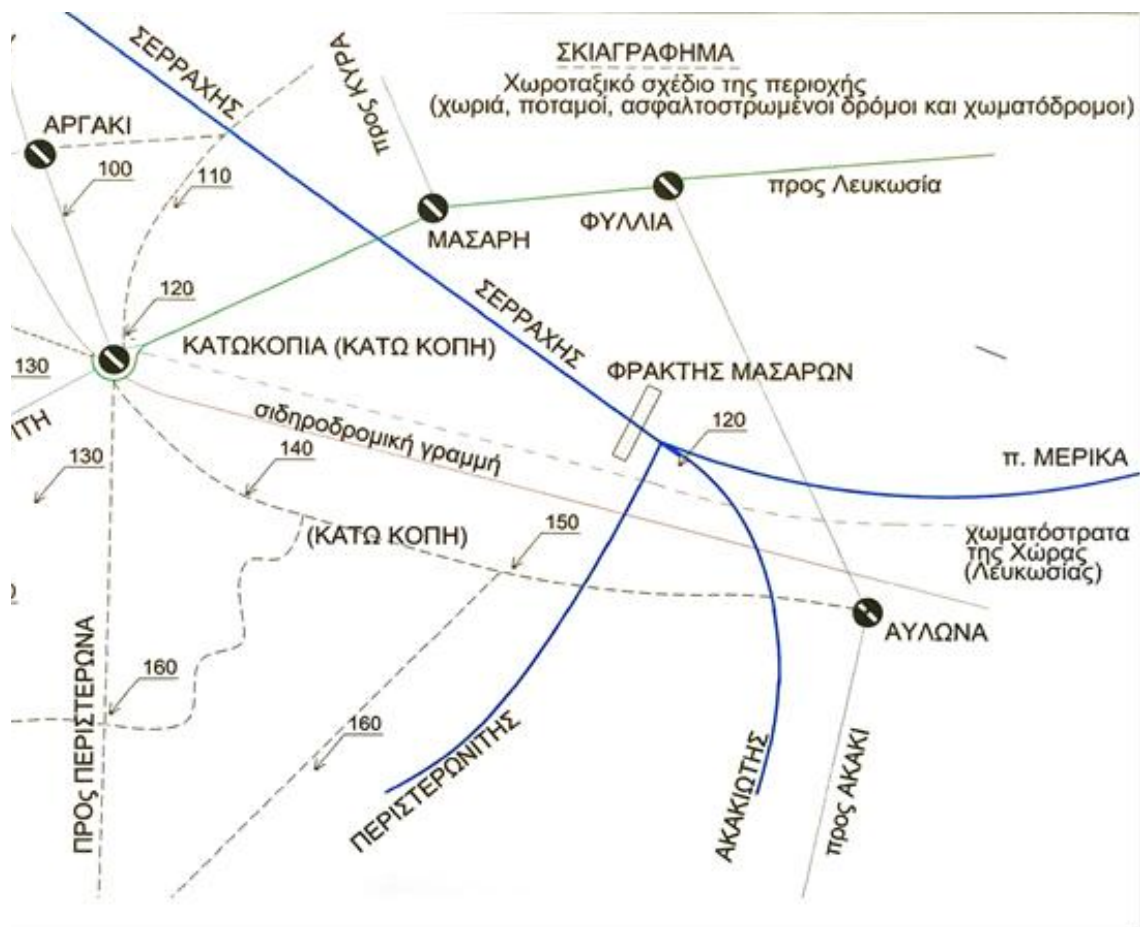 ΣΚΙΑΓΡΑΦΗΜΑ
Χωροταξικό σχέδιο της περιοχής
(χωριά, ποταμοί, ασφαλτοστρωμένοι δρόμοι και χωματόδρομοι)
ΣΕΡΡΑΧΗΣ
προς ΚΥΡΑ
ΑΡΓΑΚΙ
100
110
προς Λευκωσία
ΜΑΣΑΡΗ
ΦΥΛΛΙΑ
120
ΣΕΡΡΑΧΗΣ
ΚΑΤΩΚΟΠΙΑ (ΚΑΤΩ ΚΟΠΗ)
130
ΦΡΑΚΤΗΣ ΜΑΣΑΡΩΝ
ΙΤΗ
σιδηροδρομική γραμμή
120
130
140
π. ΜΕΡΙΚΑ
(ΚΑΤΩ ΚΟΠΗ)
150
χωματόστρατα
της Χώρας
(Λευκωσίας)
ΑΥΛΩΝΑ
160
160
ΠΡΟς ΠΕΡΙΣΤΕΡΩΝΑ
ΠΕΡΙΣΤΕΡΩΝΙΤΗΣ
ΑΚΑΚΙΩΤΗΣ
προς ΑΚΑΚΙ